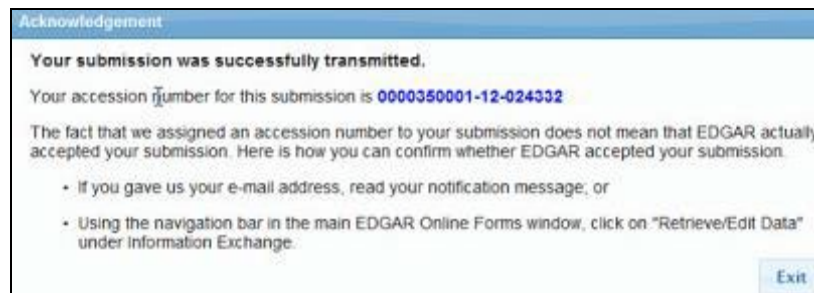 Acknowledgement
Your submission was successfully transmitted.
Your accession number for this submission is 0000350001-12-024332
The fact that we assigned an accession number to your submission does not mean that EDGAR actually
accepted your submission. Here is how you can confirm whether EDGAR accepted your submission.
• If you gave us your e-mail address, read your notification message; or
• Using the navigation bar in the main EDGAR Online Forms window, click on "Retrieve/Edit Data"
under Information Exchange.
Exit